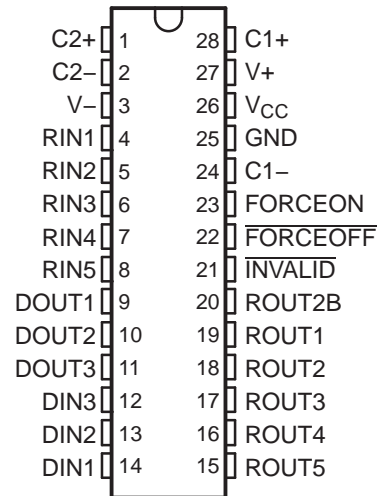 C2+ 1 28 C1+
C2− 2 27 V+
V− 3 26 VCC
RIN1 4 25 GND
RIN2 5 24 C1−
RIN3 6 23 FORCEON
RIN4 7 22 FORCEOFF
RIN5 8 21 INVALID
DOUT1 9 20 ROUT2B
DOUT2 10 19 ROUT1
DOUT3 11 18 ROUT2
DIN3 12 17 ROUT3
DIN2 13 16 ROUT4
DIN1 14 15 ROUT5